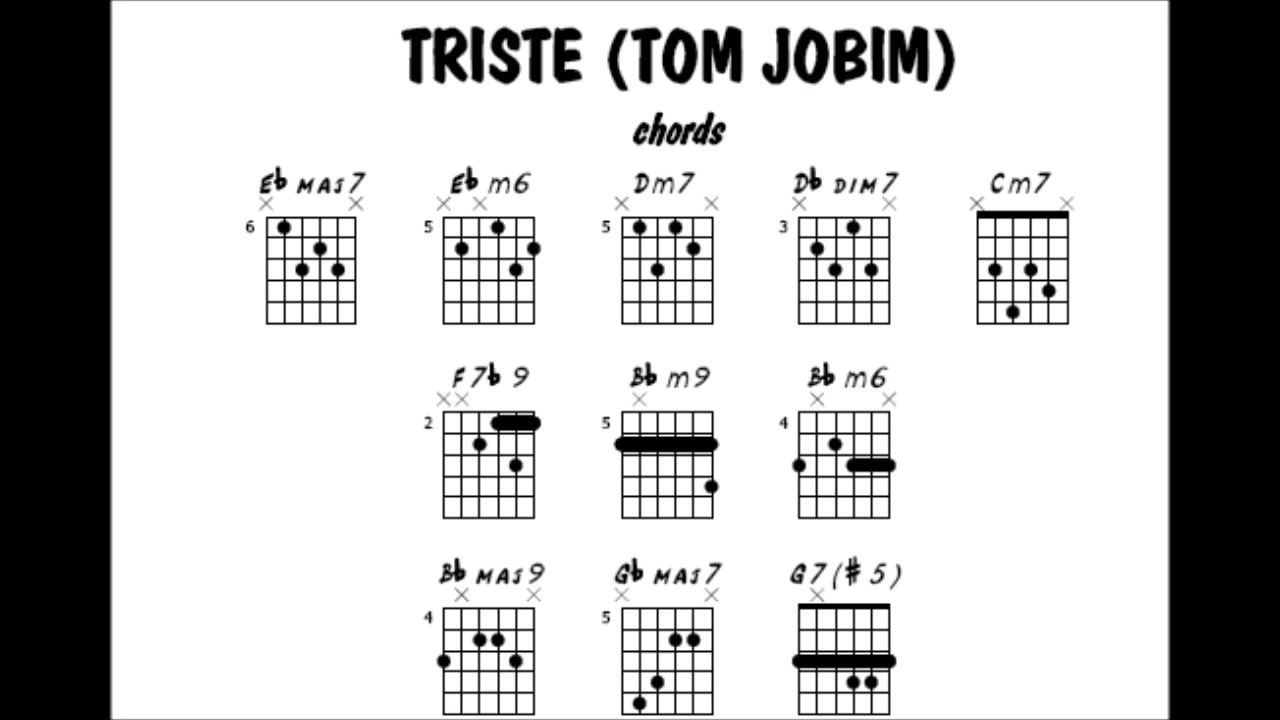 TRISTE (TOM JOBIM)
chords
Eb MAJ7 Eb m6 Dm7 Db DIM7 Cm7
x x x x x x x x x x
6 5 5 3
F7b 9 Bb m9 Bb m6
x x x x x
2 5 4
Bb MAJ9 Gb MAJ7 G7(# 5)
x x x x x
4 5